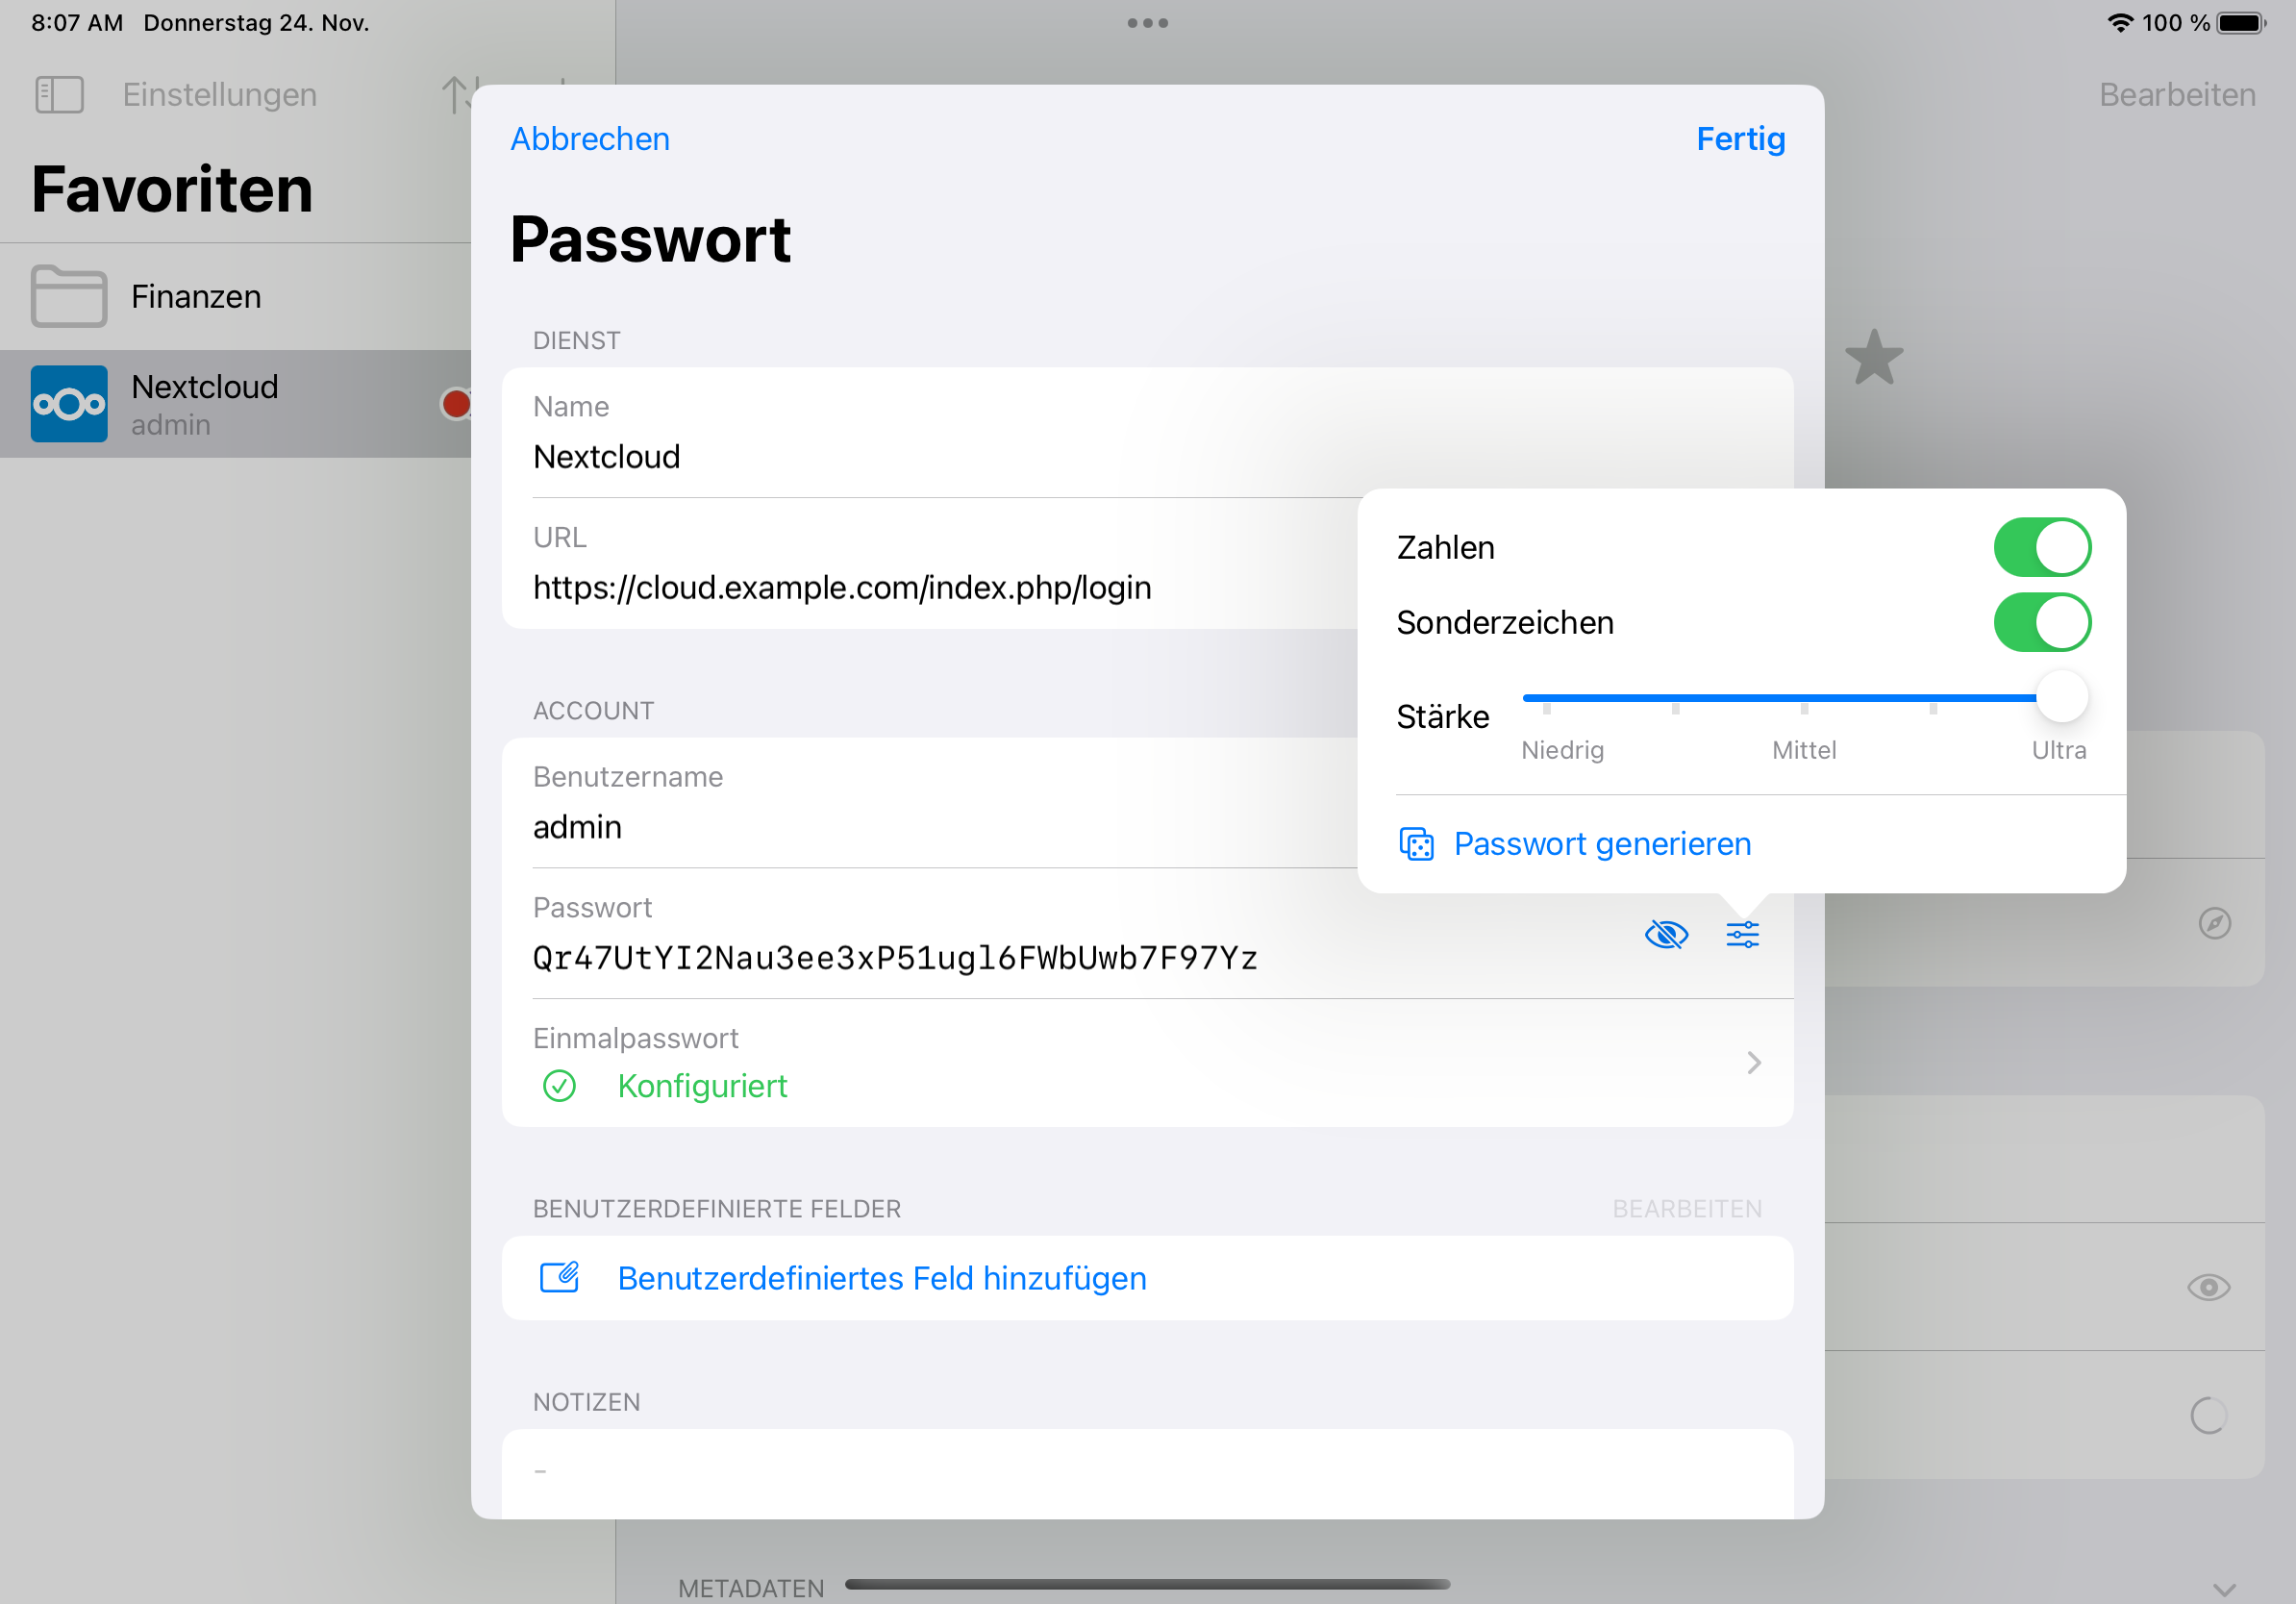 8:07 AM Donnerstag 24. Nov.
100 %
Einstellungen
Bearbeiten
Favoriten
Finanzen
Nextcloud
admin
Abbrechen
Fertig
Passwort
DIENST
Name
Nextcloud
URL
https://cloud.example.com/index.php/login
Zahlen
Sonderzeichen
Stärke
Niedrig Mittel Ultra
Passwort generieren
ACCOUNT
Benutzername
admin
Passwort
Qr47UtYI2Nau3ee3xP51ugl6FWbUwb7F97Yz
Einmalpasswort
Konfiguriert
BENUTZERDEFINIERTE FELDER
BEARBEITEN
Benutzerdefiniertes Feld hinzufügen
NOTIZEN
-
METADATEN